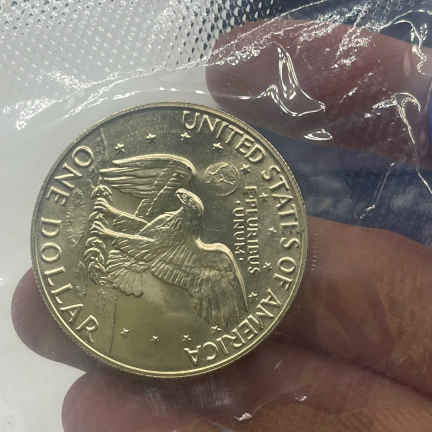 UNITED STATES OF AMERICA
E PLURIBUS
UNUM
ONE DOLLAR